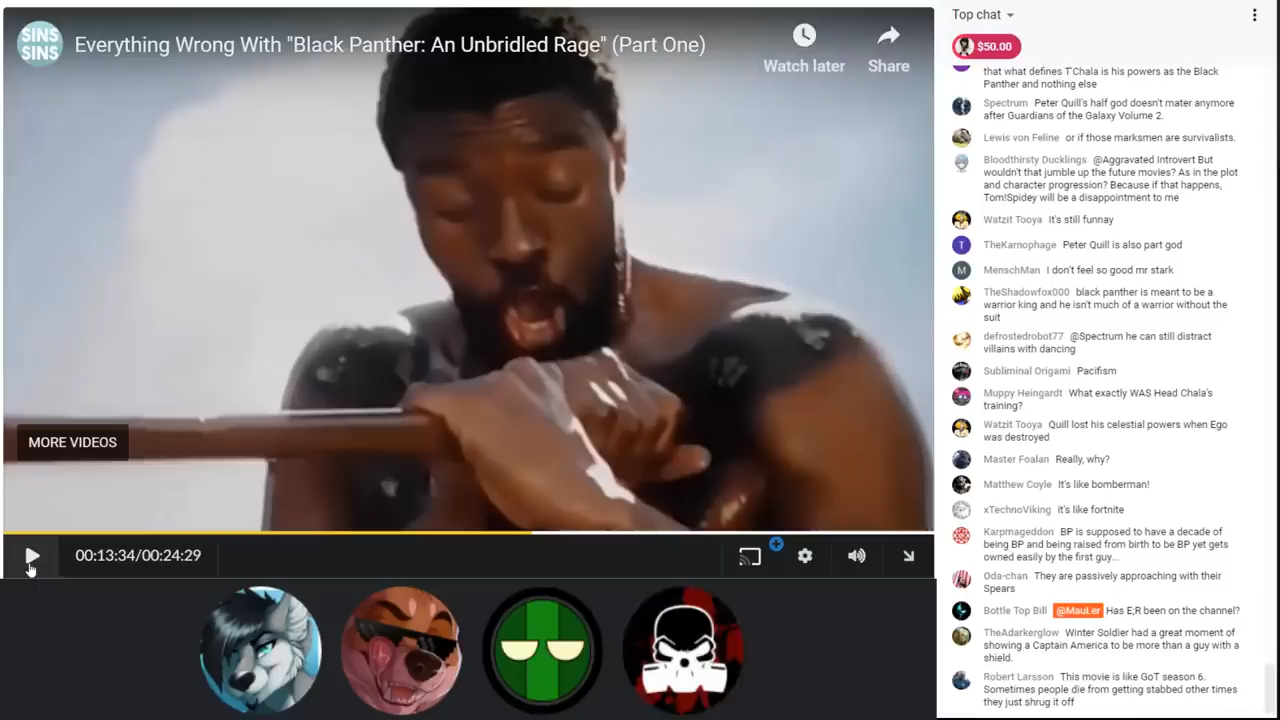 SINS
SINS
Everything Wrong With "Black Panther: An Unbridled Rage" (Part One)
Watch later
Share
MORE VIDEOS
00:13:34/00:24:29
Top chat
$50.00
that what defines T'Chala is his powers as the Black
Panther and nothing else
Spectrum Peter Quill's half god doesn't mater anymore
after Guardians of the Galaxy Volume 2.
Lewis von Feline or if those marksmen are survivalists.
Bloodthirsty Ducklings @Aggravated Introvert But
wouldn't that jumble up the future movies? As in the plot
and character progression? Because if that happens,
Tom!Spidey will be a disappointment to me
Watzit Tooya It's still funnay
T
TheKarnophage Peter Quill is also part god
M
MenschMan I don't feel so good mr stark
TheShadowfox000 black panther is meant to be a
warrior king and he isn't much of a warrior without the
suit
defrostedrobot77 @Spectrum he can still distract
villains with dancing
Subliminal Origami Pacifism
Muppy Heingardt What exactly WAS Head Chala's
training?
Watzit Tooya Quill lost his celestial powers when Ego
was destroyed
Master Foalan Really, why?
Matthew Coyle It's like bomberman!
xTechnoViking it's like fortnite
Karpmageddon BP is supposed to have a decade of
being BP and being raised from birth to be BP yet gets
owned easily by the first guy...
Oda-chan They are passively approaching with their
Spears
Bottle Top Bill @MauLer Has E;R been on the channel?
TheAdarkerglow Winter Soldier had a great moment of
showing a Captain America to be more than a guy with a
shield.
Robert Larsson This movie is like GoT season 6.
Sometimes people die from getting stabbed other times
they just shrug it off